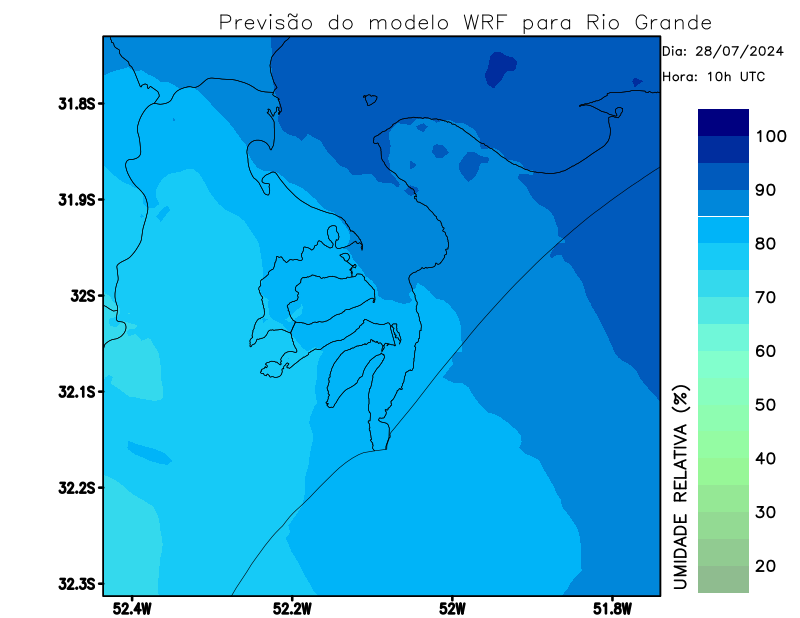 Previsão do modelo WRF para Rio Grande
Dia: 28/07/2024
Hora: 10h UTC
31.8S
31.9S
32S
32.1S
32.2S
32.3S
52.4W
52.2W
52W
51.8W
100
90
80
70
60
50
40
30
20
UMIDADE RELATIVA (%)